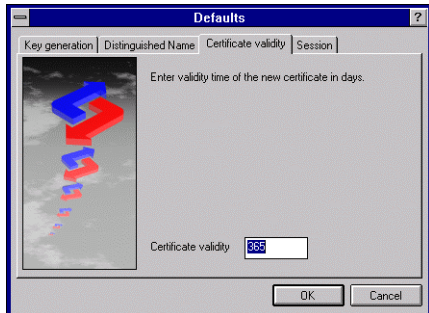 Defaults
?
Key generation Distinguished Name Certificate validity Session
Enter validity time of the new certificate in days.
Certificate validity 365
OK Cancel